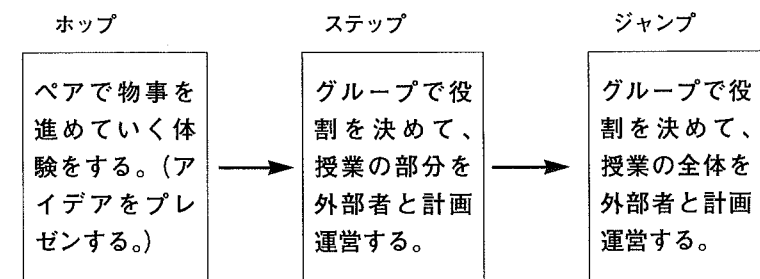 ホップ
ステップ
ジャンプ
ペアで物事を
進めていく体
験をする。(ア
イデアをプレ
ゼンする。)
グループで役
割を決めて、
授業の部分を
外部者と計画
運営する。
グループで役
割を決めて、
授業の全体を
外部者と計画
運営する。